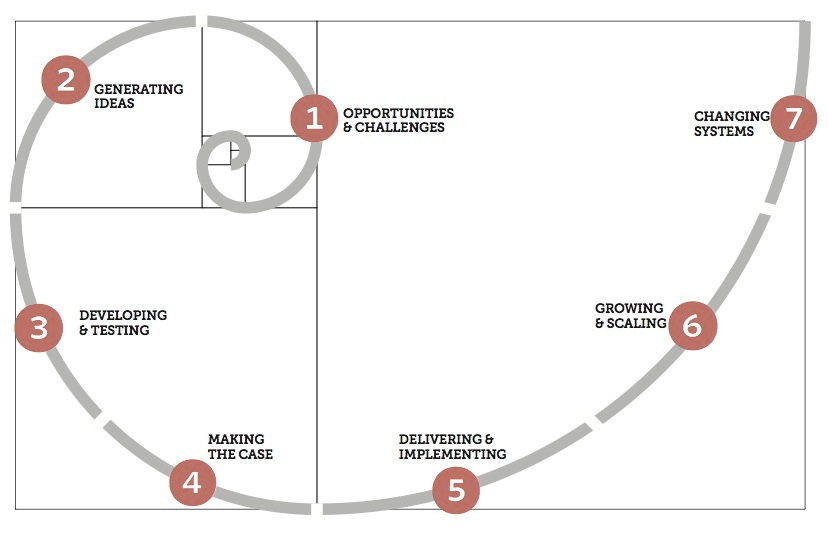 1
OPPORTUNITIES
& CHALLENGES
2
GENERATING
IDEAS
3
DEVELOPING
& TESTING
4
MAKING
THE CASE
5
DELIVERING &
IMPLEMENTING
6
GROWING
& SCALING
7
CHANGING
SYSTEMS